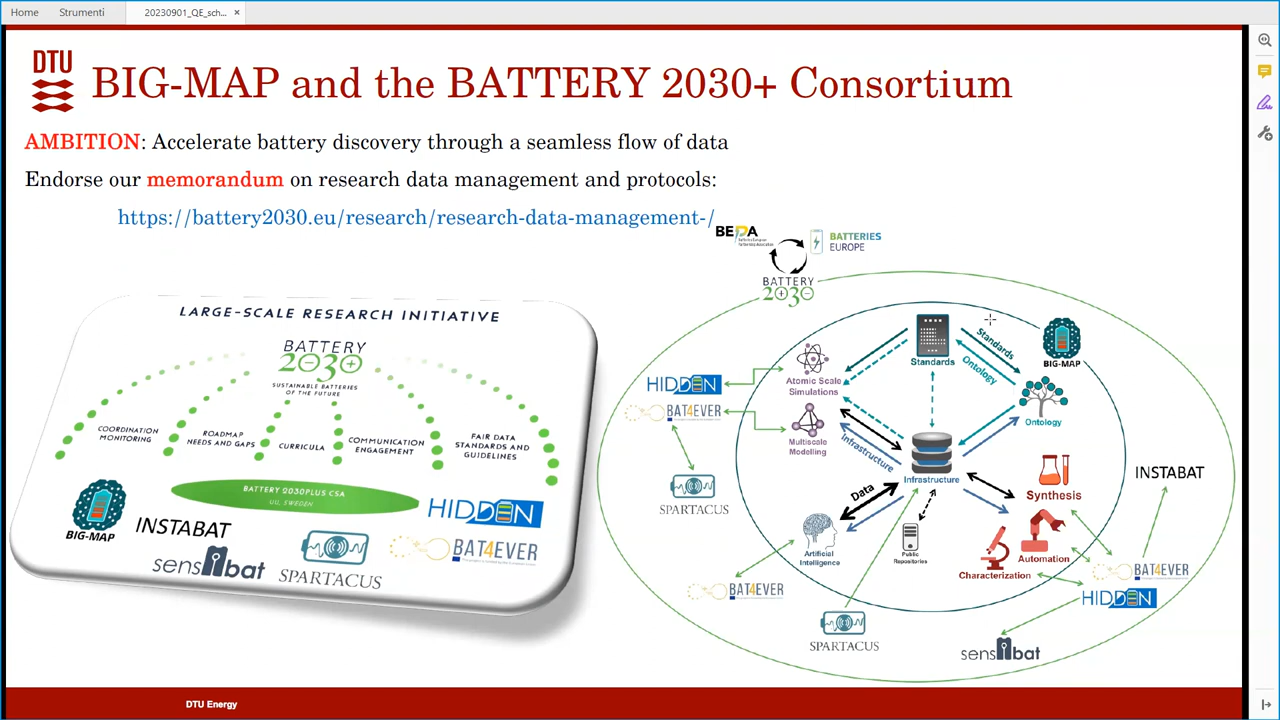 Home
Strumenti
20230901_QE_sch...
×
DTU
BIG-MAP and the BATTERY 2030+ Consortium
AMBITION: Accelerate battery discovery through a seamless flow of data
Endorse our memorandum on research data management and protocols:
https://battery2030.eu/research/research-data-management-/
BEPA
BATTERIES
EUROPE
BATTERY
2030
LARGE-SCALE RESEARCH INITIATIVE
BATTERY
2030+
SUSTAINABLE BATTERIES
OF THE FUTURE
COORDINATION
MONITORING
ROADMAP
NEEDS AND GAPS
CURRICULA
COMMUNICATION
ENGAGEMENT
FAIR DATA
STANDARDS AND
GUIDELINES
BATTERY 2030PLUS CSA
UU, SWEDEN
BIG-MAP
INSTABAT
HIDDEN
sensibat
SPARTACUS
BAT4EVER
Standards
Standards
Ontology
BIG-MAP
Atomic Scale
Simulations
HIDDEN
BAT4EVER
Multiscale
Modelling
Ontology
Infrastructure
Infrastructure
Data
SPARTACUS
INSTABAT
Synthesis
Artificial
Intelligence
Public
Repositories
Automation
Characterization
BAT4EVER
HIDDEN
BAT4EVER
SPARTACUS
sensibat
DTU Energy